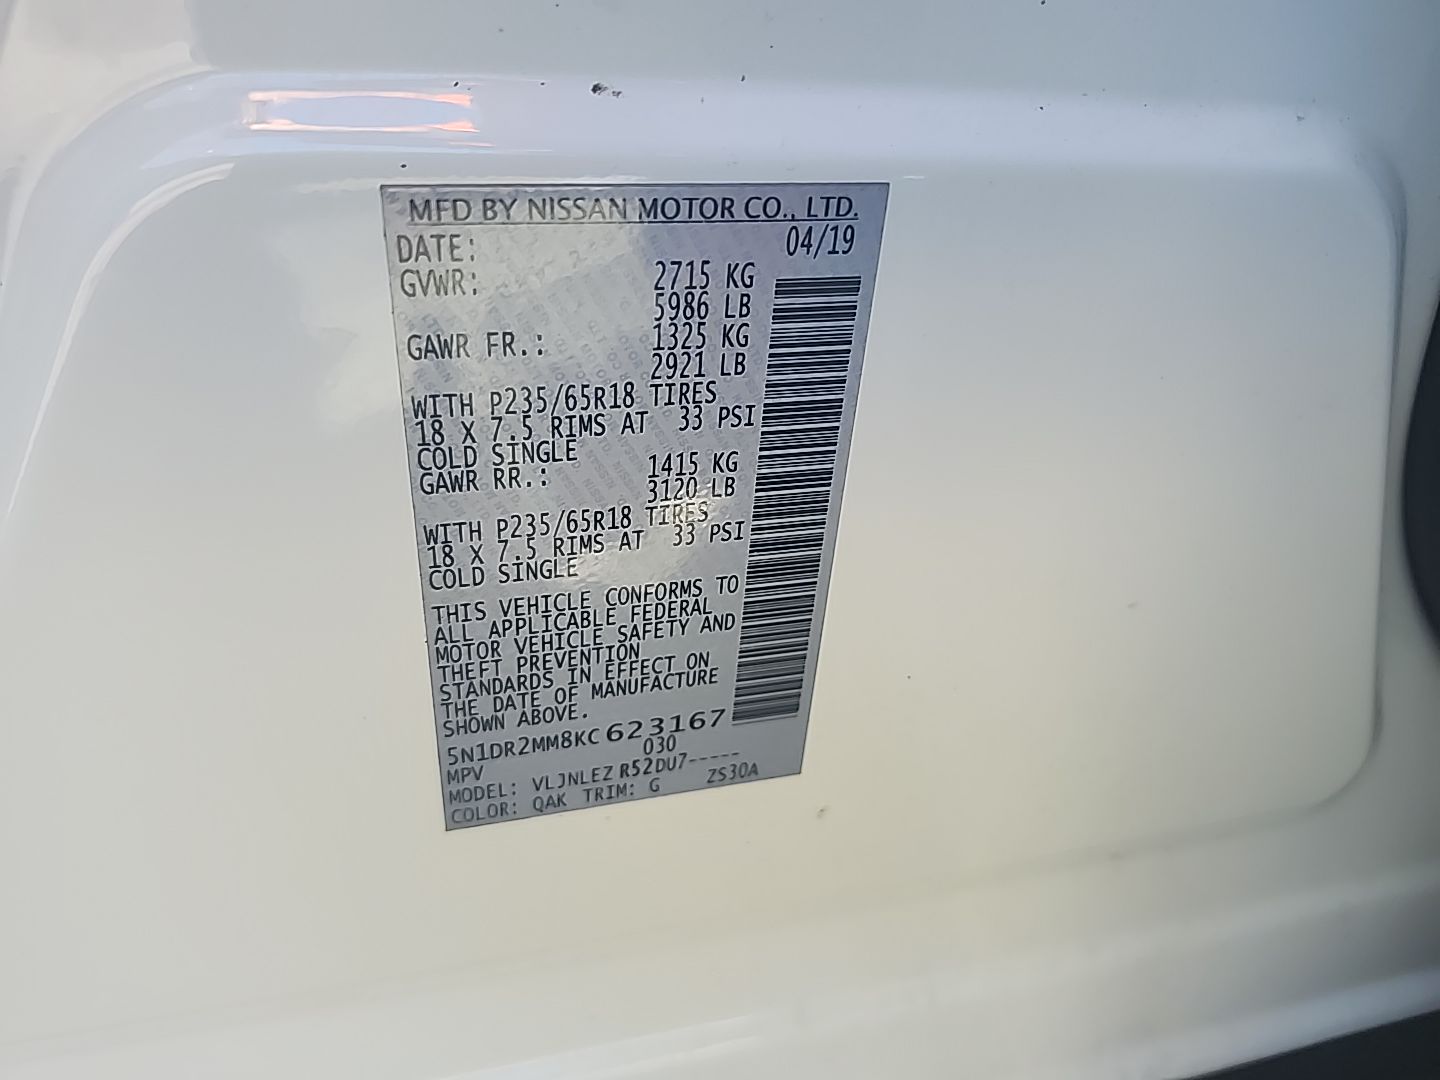 MFD BY NISSAN MOTOR CO., LTD.
DATE: 04/19
GVWR: 2715 KG
5986 LB
GAWR FR.: 1325 KG
2921 LB
WITH P235/65R18 TIRES
18 X 7.5 RIMS AT 33 PSI
COLD SINGLE
GAWR RR.: 1415 KG
3120 LB
WITH P235/65R18 TIRES
18 X 7.5 RIMS AT 33 PSI
COLD SINGLE
THIS VEHICLE CONFORMS TO
ALL APPLICABLE FEDERAL
MOTOR VEHICLE SAFETY AND
THEFT PREVENTION
STANDARDS IN EFFECT ON
THE DATE OF MANUFACTURE
SHOWN ABOVE.
5N1DR2MM8KC623167
MPV 030
MODEL: VLJNLEZ R52DU7-----
COLOR: QAK TRIM: G ZS30A